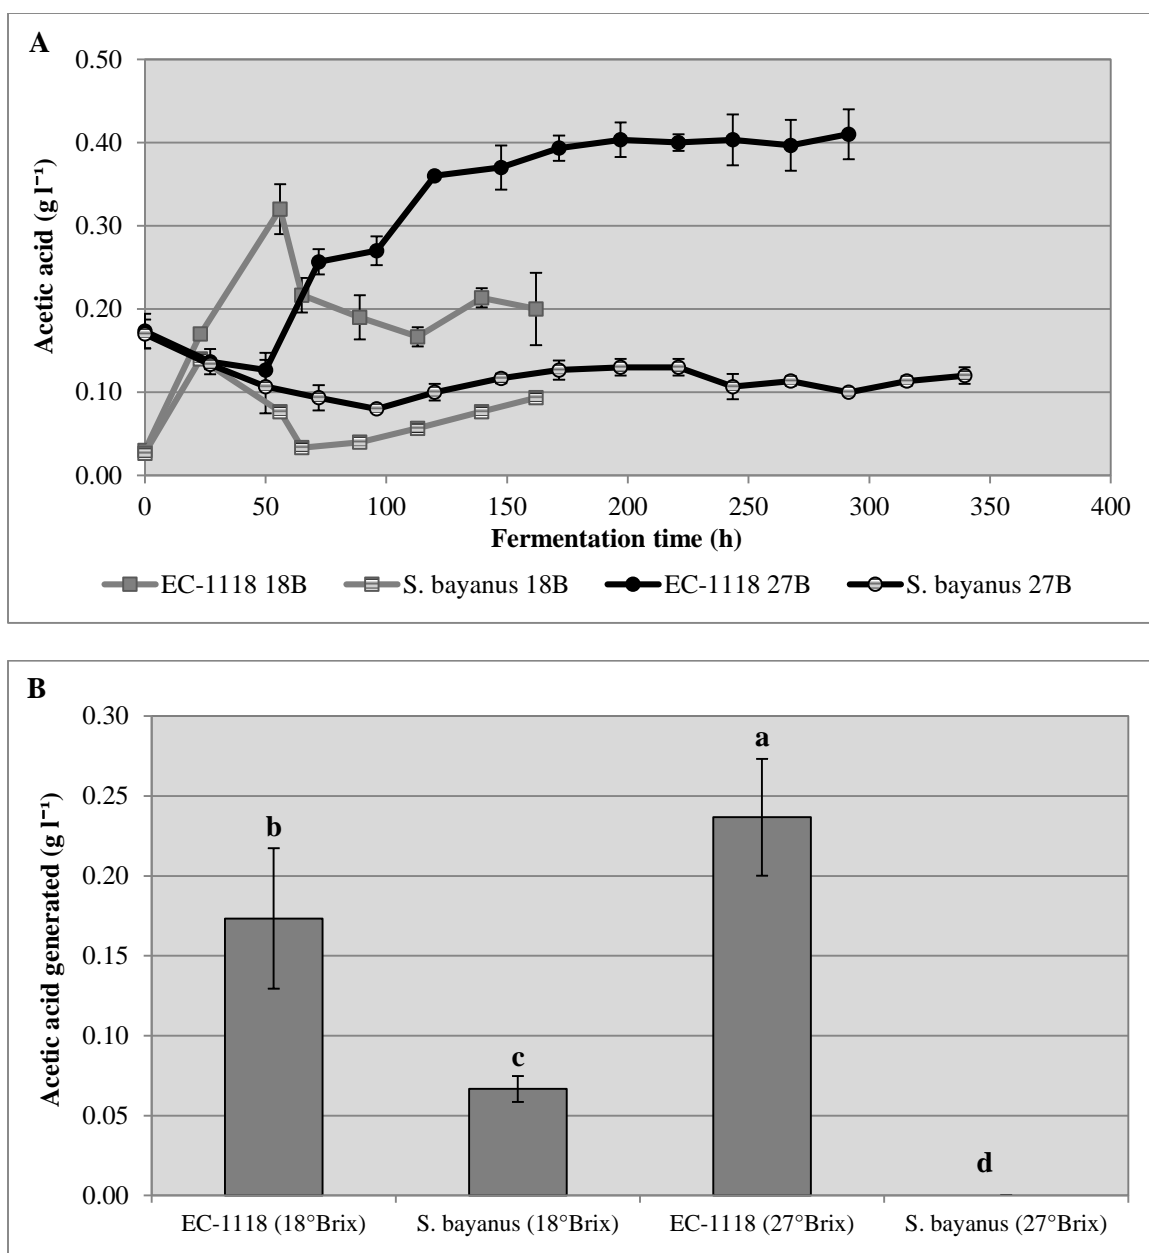 A
Acetic acid (g l⁻¹)
0.50
0.40
0.30
0.20
0.10
0.00
0 50 100 150 200 250 300 350 400
Fermentation time (h)
EC-1118 18B S. bayanus 18B EC-1118 27B S. bayanus 27B
B
Acetic acid generated (g l⁻¹)
0.30
0.25
0.20
0.15
0.10
0.05
0.00
b
c
a
d
EC-1118 (18°Brix) S. bayanus (18°Brix) EC-1118 (27°Brix) S. bayanus (27°Brix)